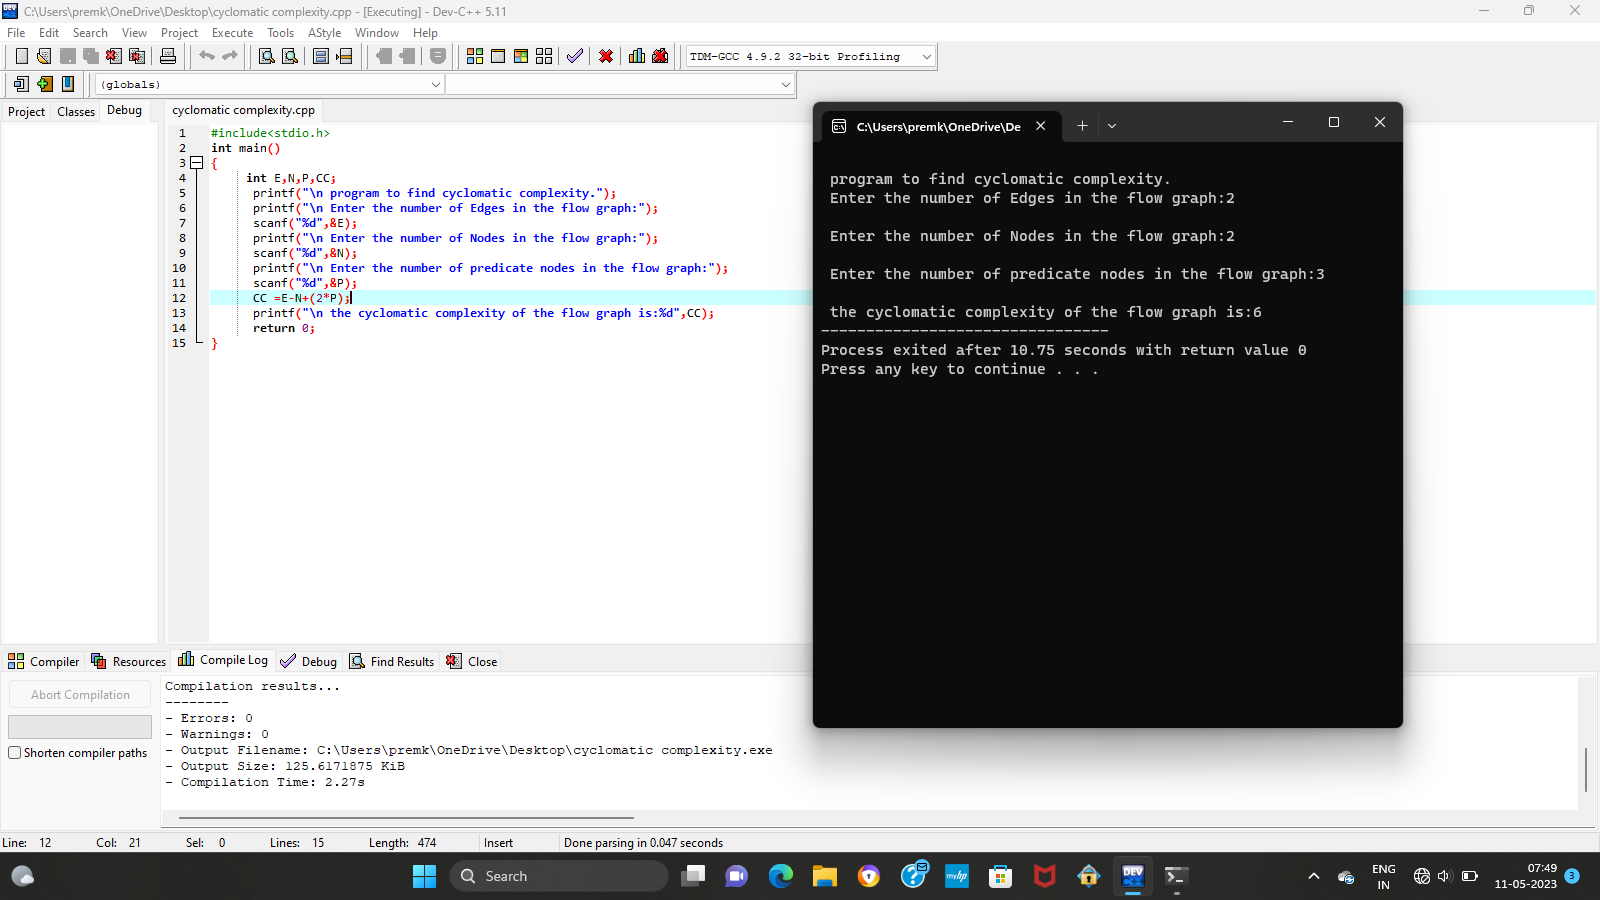 C:\Users\premk\OneDrive\Desktop\cyclomatic complexity.cpp - [Executing] - Dev-C++ 5.11
File Edit Search View Project Execute Tools AStyle Window Help
TDM-GCC 4.9.2 32-bit Profiling
(globals)
Project Classes Debug
cyclomatic complexity.cpp
1 #include<stdio.h>
2 int main()
3 {
4 int E,N,P,CC;
5 printf("\n program to find cyclomatic complexity.");
6 printf("\n Enter the number of Edges in the flow graph:");
7 scanf("%d",&E);
8 printf("\n Enter the number of Nodes in the flow graph:");
9 scanf("%d",&N);
10 printf("\n Enter the number of predicate nodes in the flow graph:");
11 scanf("%d",&P);
12 CC =E-N+(2*P);
13 printf("\n the cyclomatic complexity of the flow graph is:%d",CC);
14 return 0;
15 }
C:\Users\premk\OneDrive\De
program to find cyclomatic complexity.
Enter the number of Edges in the flow graph:2
Enter the number of Nodes in the flow graph:2
Enter the number of predicate nodes in the flow graph:3
the cyclomatic complexity of the flow graph is:6
--------------------------------
Process exited after 10.75 seconds with return value 0
Press any key to continue . . .
Compiler Resources Compile Log Debug Find Results Close
Abort Compilation
Shorten compiler paths
Compilation results...
--------
- Errors: 0
- Warnings: 0
- Output Filename: C:\Users\premk\OneDrive\Desktop\cyclomatic complexity.exe
- Output Size: 125.6171875 KiB
- Compilation Time: 2.27s
Line: 12 Col: 21 Sel: 0 Lines: 15 Length: 474 Insert Done parsing in 0.047 seconds
Search
myhp
DEV
ENG
IN
07:49
11-05-2023
3